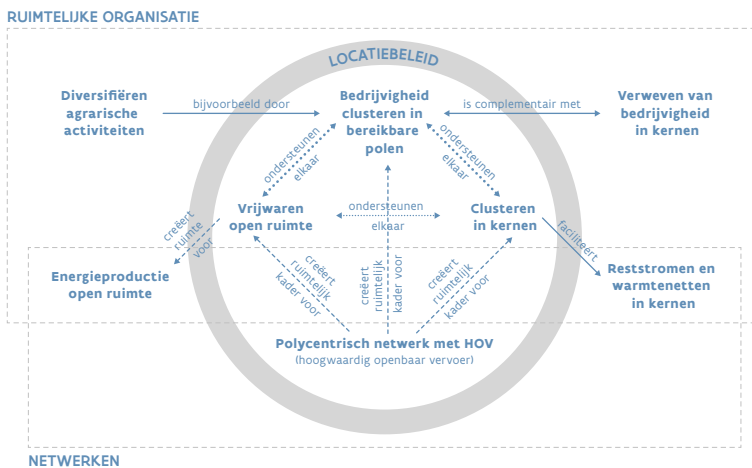 RUIMTELIJKE ORGANISATIE
LOCATIEBELEID
Diversifiëren
agrarische
activiteiten
bijvoorbeeld door
Bedrijvigheid
clusteren in
bereikbare
polen
is complementair met
Verweven van
bedrijvigheid
in kernen
ondersteunen
elkaar
ondersteunen
elkaar
Vrijwaren
open ruimte
ondersteunen
elkaar
Clusteren
in kernen
creëert
ruimte
voor
faciliteert
Energieproductie
open ruimte
creëert
ruimtelijk
kader voor
creëert
ruimtelijk
kader voor
creëert
ruimtelijk
kader voor
Reststromen en
warmtenetten
in kernen
Polycentrisch netwerk met HOV
(hoogwaardig openbaar vervoer)
NETWERKEN